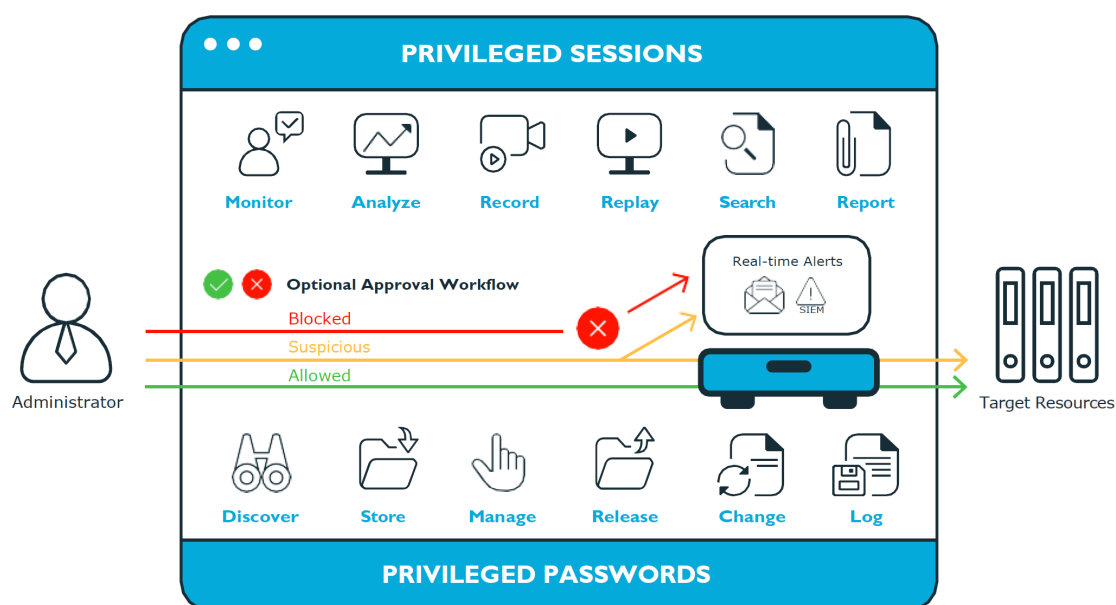 PRIVILEGED SESSIONS
Monitor
Analyze
Record
Replay
Search
Report
Real-time Alerts
SIEM
Optional Approval Workflow
Blocked
Suspicious
Allowed
Administrator
Target Resources
Discover
Store
Manage
Release
Change
Log
PRIVILEGED PASSWORDS